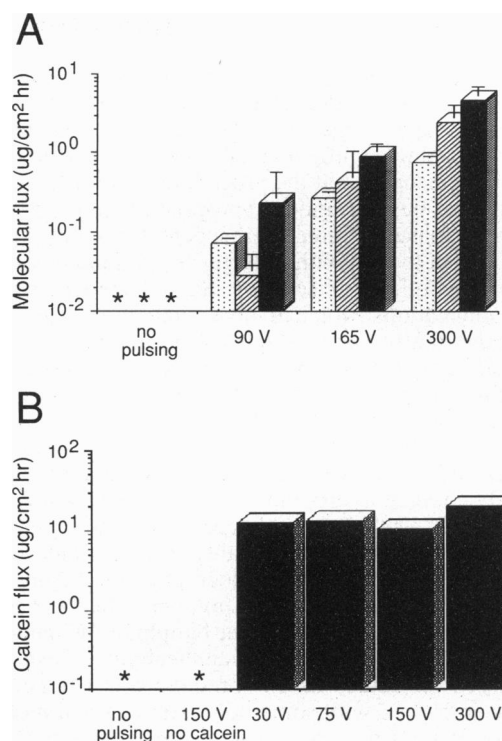 A
Molecular flux (ug/cm² hr)
10¹
10⁰
10⁻¹
10⁻²
* * *
no pulsing
90 V
165 V
300 V
B
Calcein flux (ug/cm² hr)
10²
10¹
10⁰
10⁻¹
* *
no pulsing
150 V no calcein
30 V
75 V
150 V
300 V